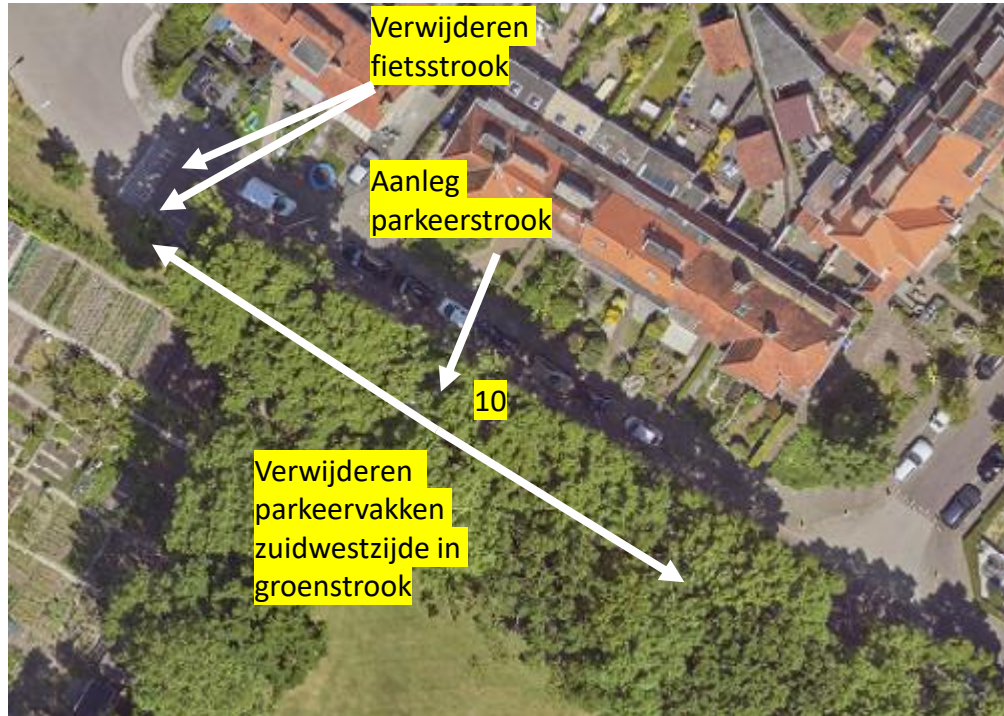 Verwijderen
fietsstrook
Aanleg
parkeerstrook
10
Verwijderen
parkeervakken
zuidwestzijde in
groenstrook